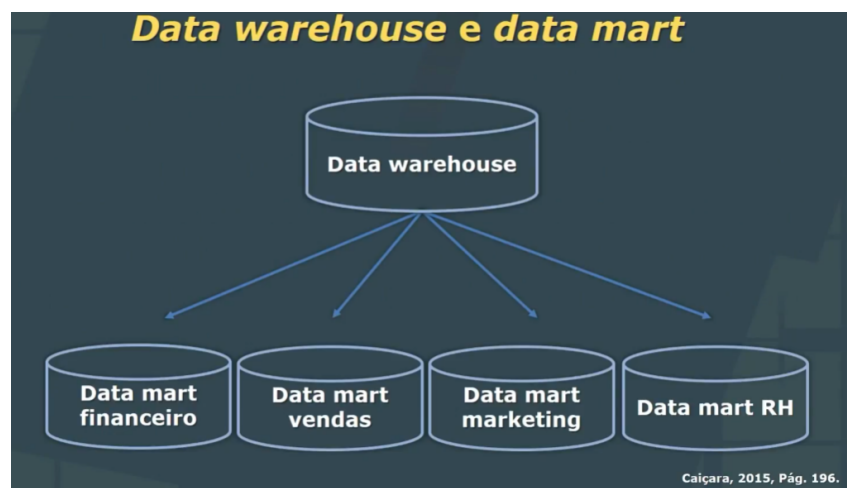 Data warehouse e data mart
Data warehouse
Data mart
financeiro
Data mart
vendas
Data mart
marketing
Data mart RH
Caiçara, 2015, Pág. 196.